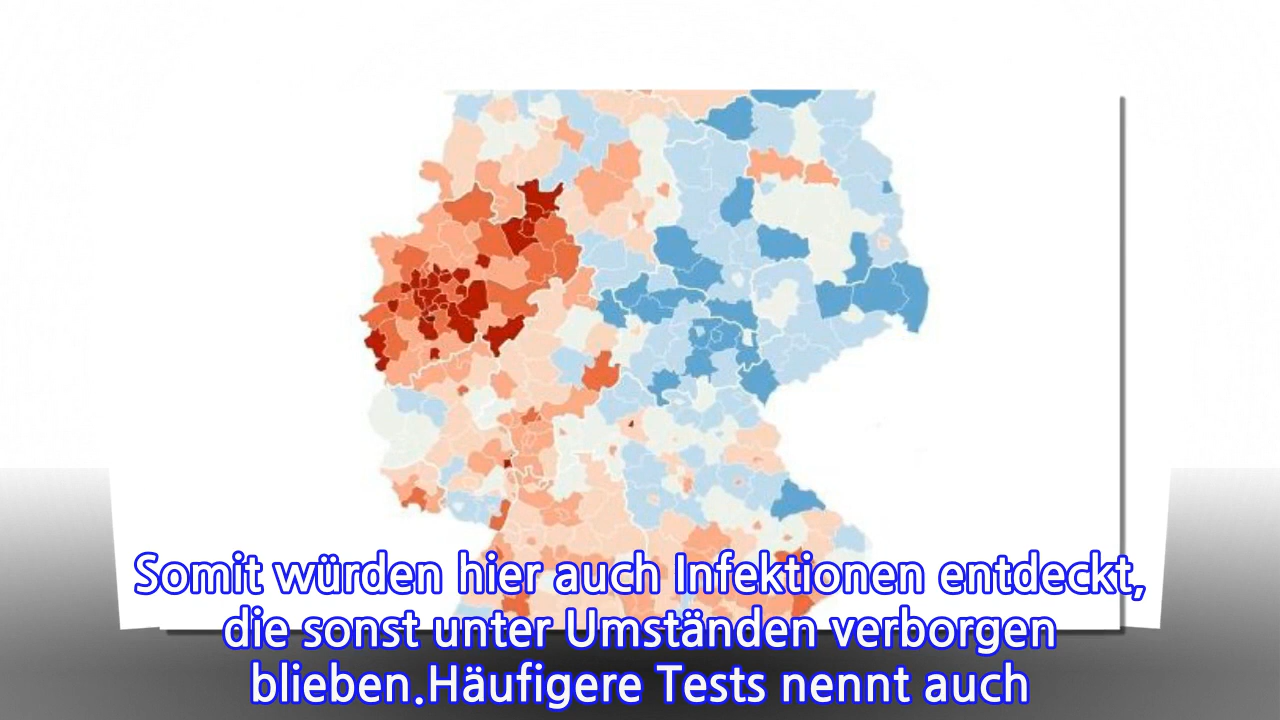 Somit würden hier auch Infektionen entdeckt,
die sonst unter Umständen verborgen
blieben.Häufigere Tests nennt auch